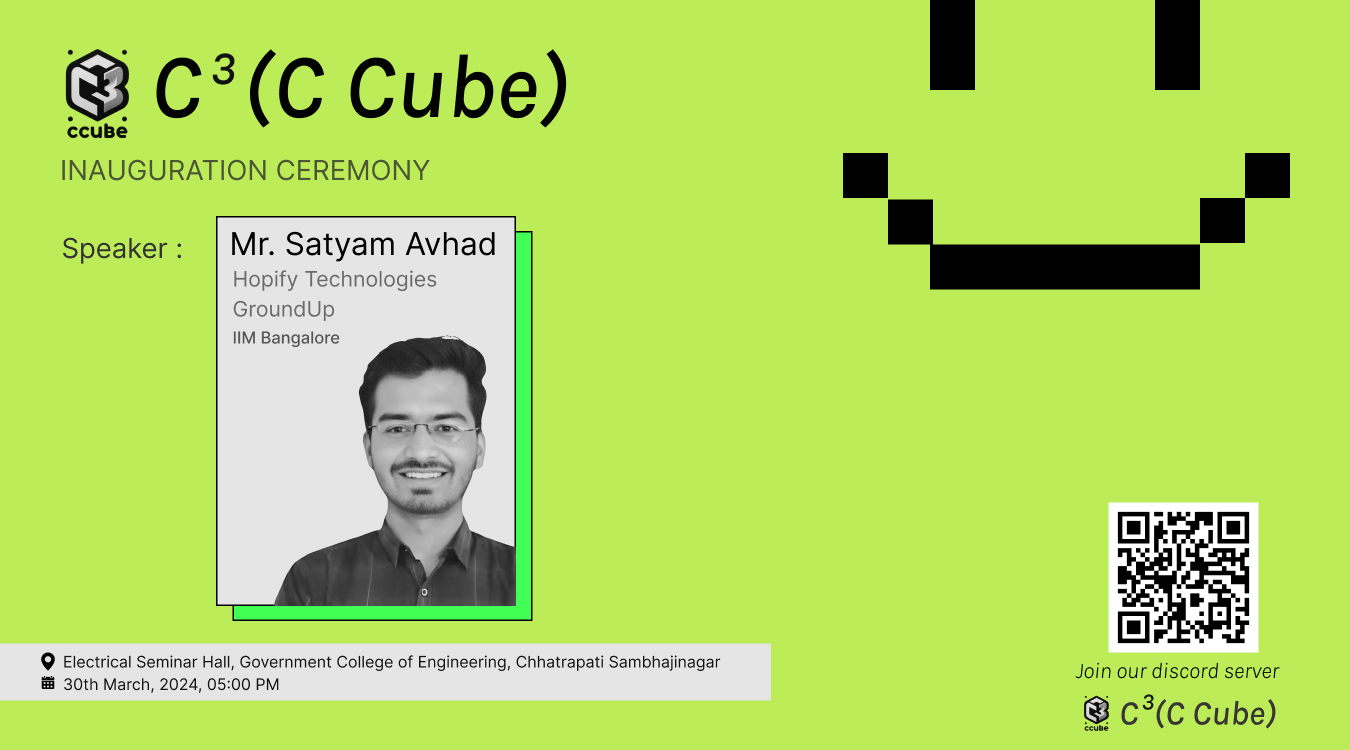 C³(C Cube)
ccube
INAUGURATION CEREMONY
Speaker :
Mr. Satyam Avhad
Hopify Technologies
GroundUp
IIM Bangalore
Electrical Seminar Hall, Government College of Engineering, Chhatrapati Sambhajinagar
30th March, 2024, 05:00 PM
Join our discord server
ccube
C³(C Cube)